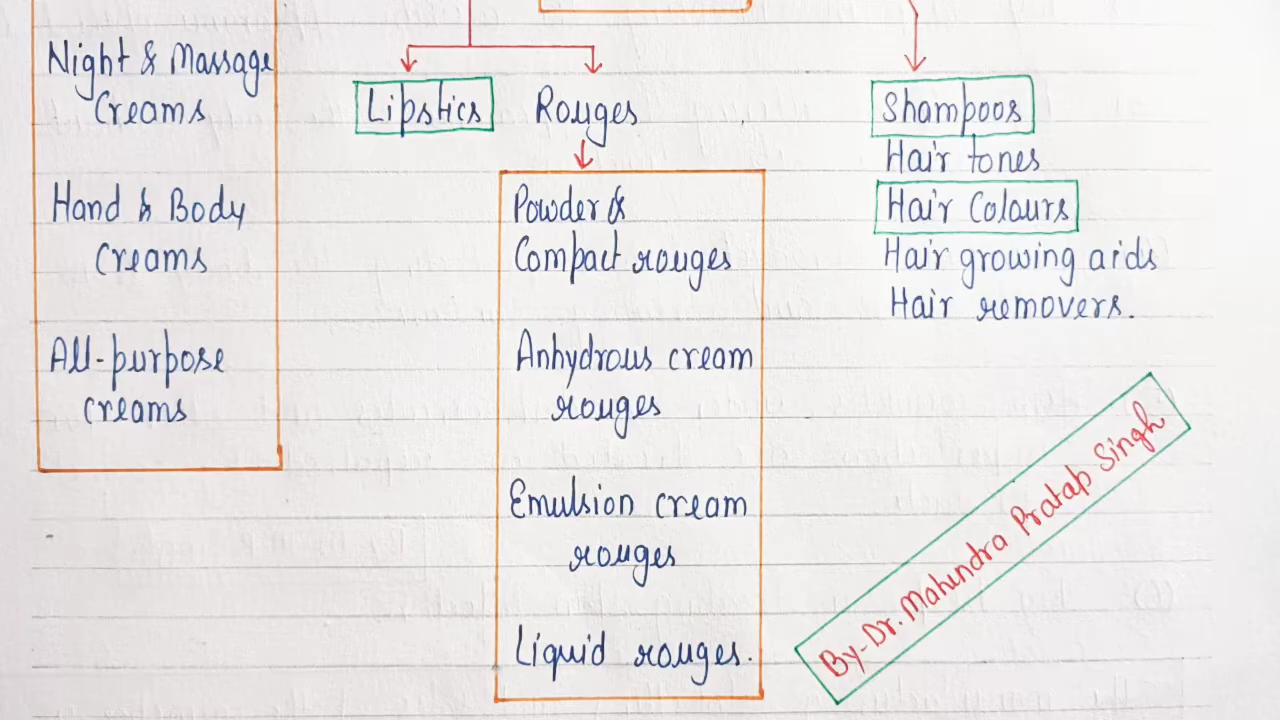 Night & Massage
Creams
Hand & Body
Creams
All-purpose
creams
Lipstics
Rouges
Powder &
Compact rouges
Anhydrous cream
rouges
Emulsion cream
rouges
Liquid rouges.
Shampoos
Hair tones
Hair Colours
Hair growing aids
Hair removers.
By-Dr. Mahendra Pratap Singh